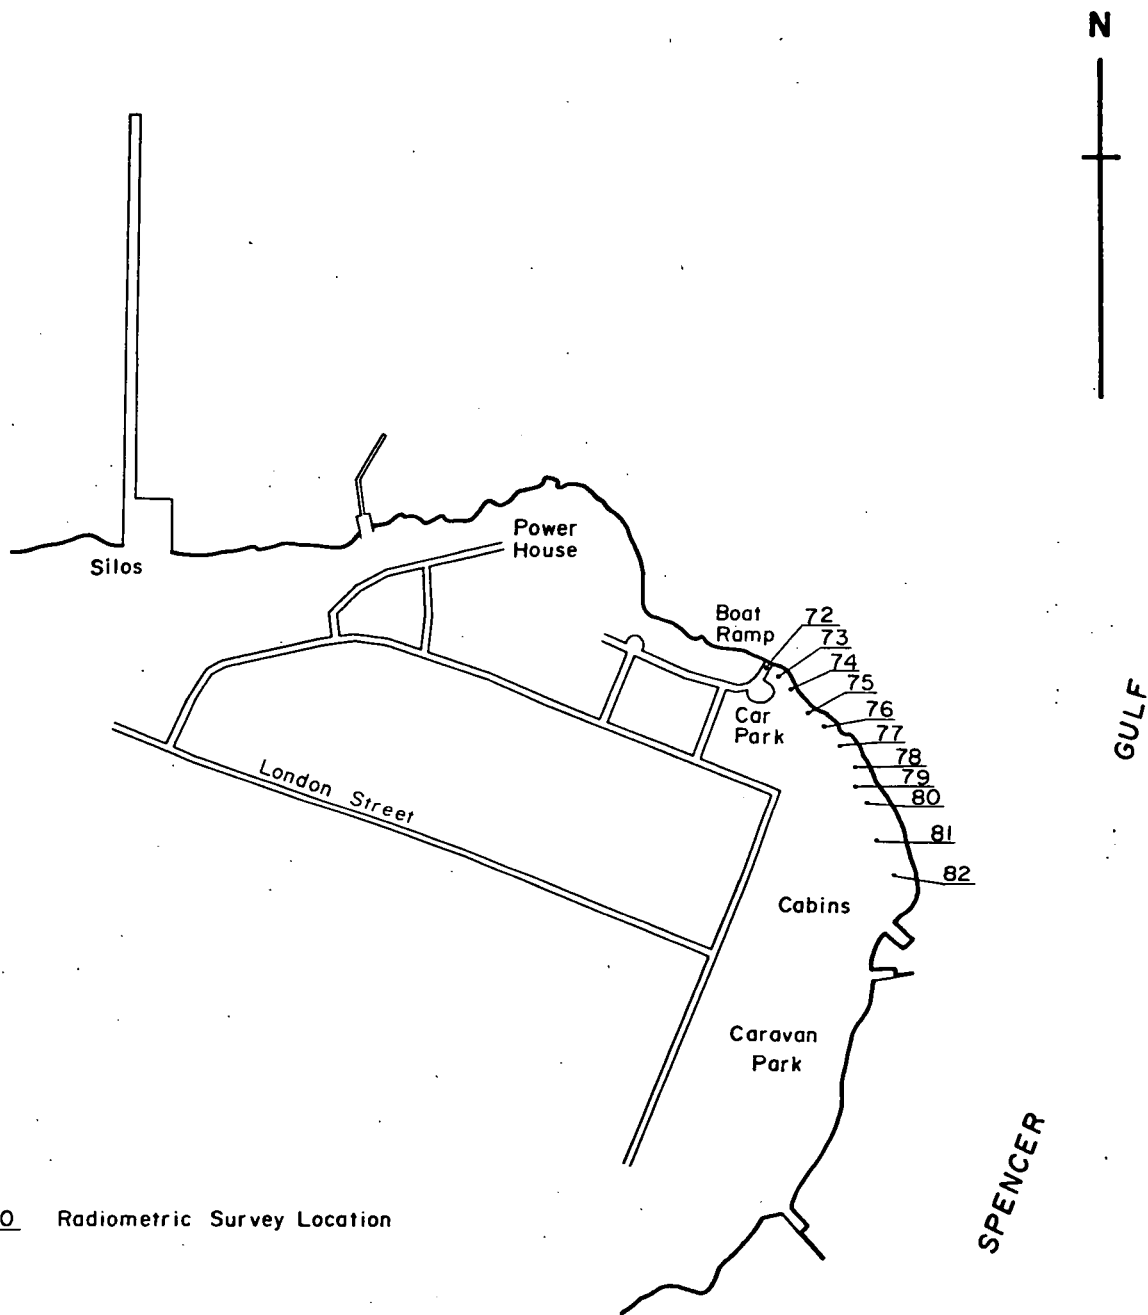 N
Power
House
Silos
Boat
Ramp
72
73
74
75
76
77
78
79
80
81
82
Car
Park
London Street
GULF
Cabins
Caravan
Park
SPENCER
0 Radiometric Survey Location